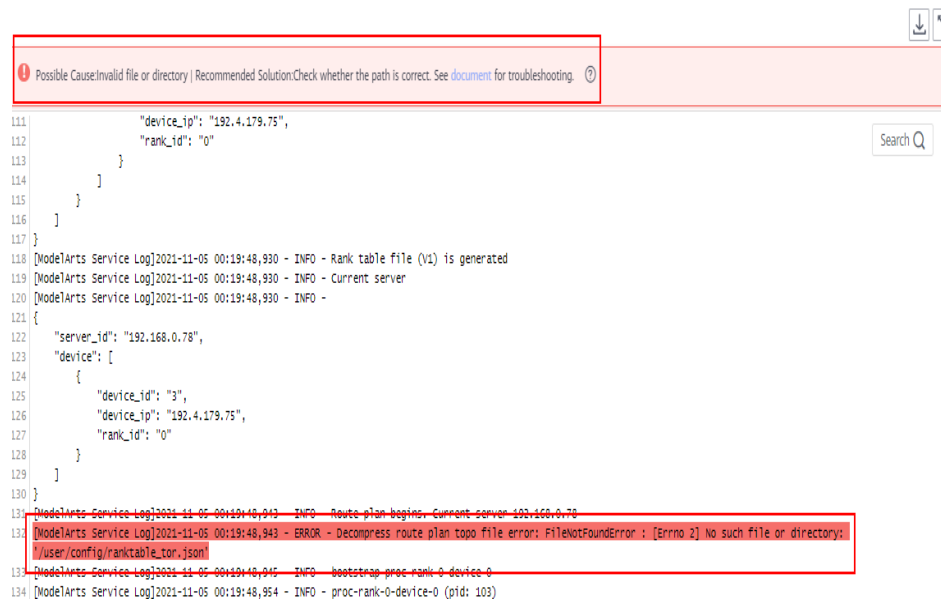 Possible Cause:Invalid file or directory | Recommended Solution:Check whether the path is correct. See document for troubleshooting. ?
Search
111 "device_ip": "192.4.179.75",
112 "rank_id": "0"
113 }
114 ]
115 }
116 ]
117 }
118 [ModelArts Service Log]2021-11-05 00:19:48,930 - INFO - Rank table file (V1) is generated
119 [ModelArts Service Log]2021-11-05 00:19:48,930 - INFO - Current server
120 [ModelArts Service Log]2021-11-05 00:19:48,930 - INFO -
121 {
122 "server_id": "192.168.0.78",
123 "device": [
124 {
125 "device_id": "3",
126 "device_ip": "192.4.179.75",
127 "rank_id": "0"
128 }
129 ]
130 }
131 [ModelArts Service Log]2021-11-05 00:19:48,943 - INFO - Route plan begins, Current server 192.168.0.78
132 [ModelArts Service Log]2021-11-05 00:19:48,943 - ERROR - Decompress route plan topo file error: FileNotFoundError : [Errno 2] No such file or directory:
'/user/config/ranktable_tor.json'
133 [ModelArts Service Log]2021-11-05 00:19:48,945 - INFO - bootstrap proc-rank-0-device-0
134 [ModelArts Service Log]2021-11-05 00:19:48,954 - INFO - proc-rank-0-device-0 (pid: 103)